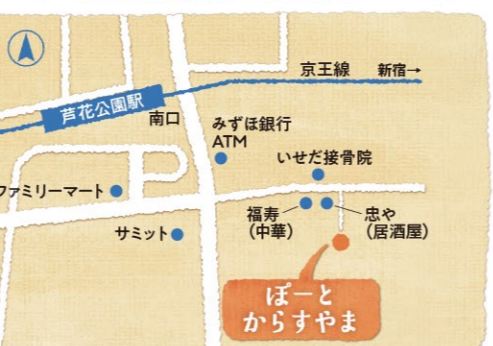 京王線
新宿→
芦花公園駅
南口
みずほ銀行
ATM
いせだ接骨院
ファミリーマート
サミット
福寿
（中華）
忠や
（居酒屋）
ぽーと
からすやま